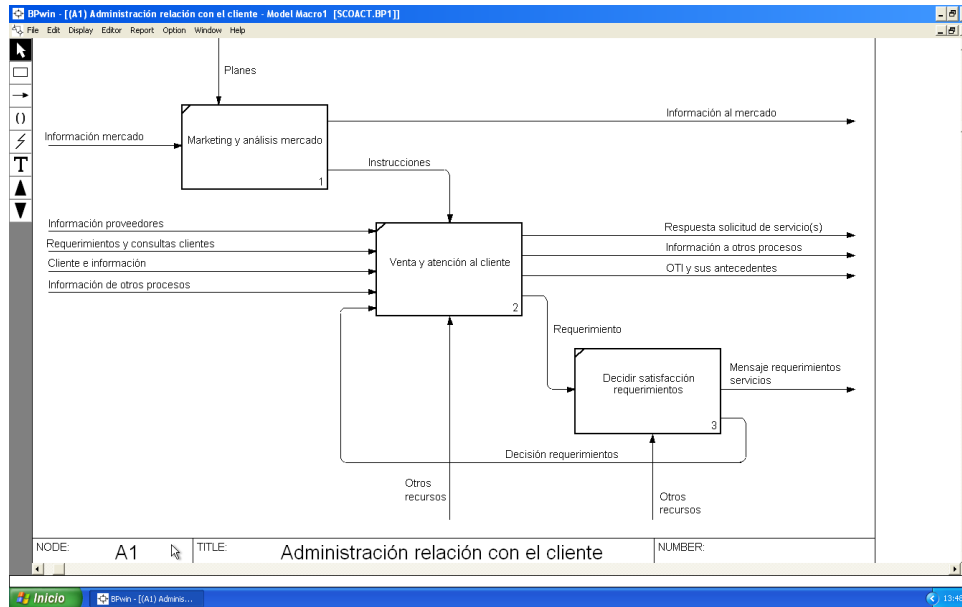 BPwin - [(A1) Administración relación con el cliente - Model Macro1 [SCOACT.BP1]]
File Edit Display Editor Report Option Window Help
Planes
Información mercado
Marketing y análisis mercado
1
Información al mercado
Instrucciones
Información proveedores
Requerimientos y consultas clientes
Cliente e información
Información de otros procesos
Venta y atención al cliente
2
Respuesta solicitud de servicio(s)
Información a otros procesos
OTI y sus antecedentes
Requerimiento
Decidir satisfacción
requerimientos
3
Mensaje requerimientos
servicios
Decisión requerimientos
Otros
recursos
Otros
recursos
NODE:
A1
TITLE:
Administración relación con el cliente
NUMBER:
Inicio
BPwin - [(A1) Adminis...